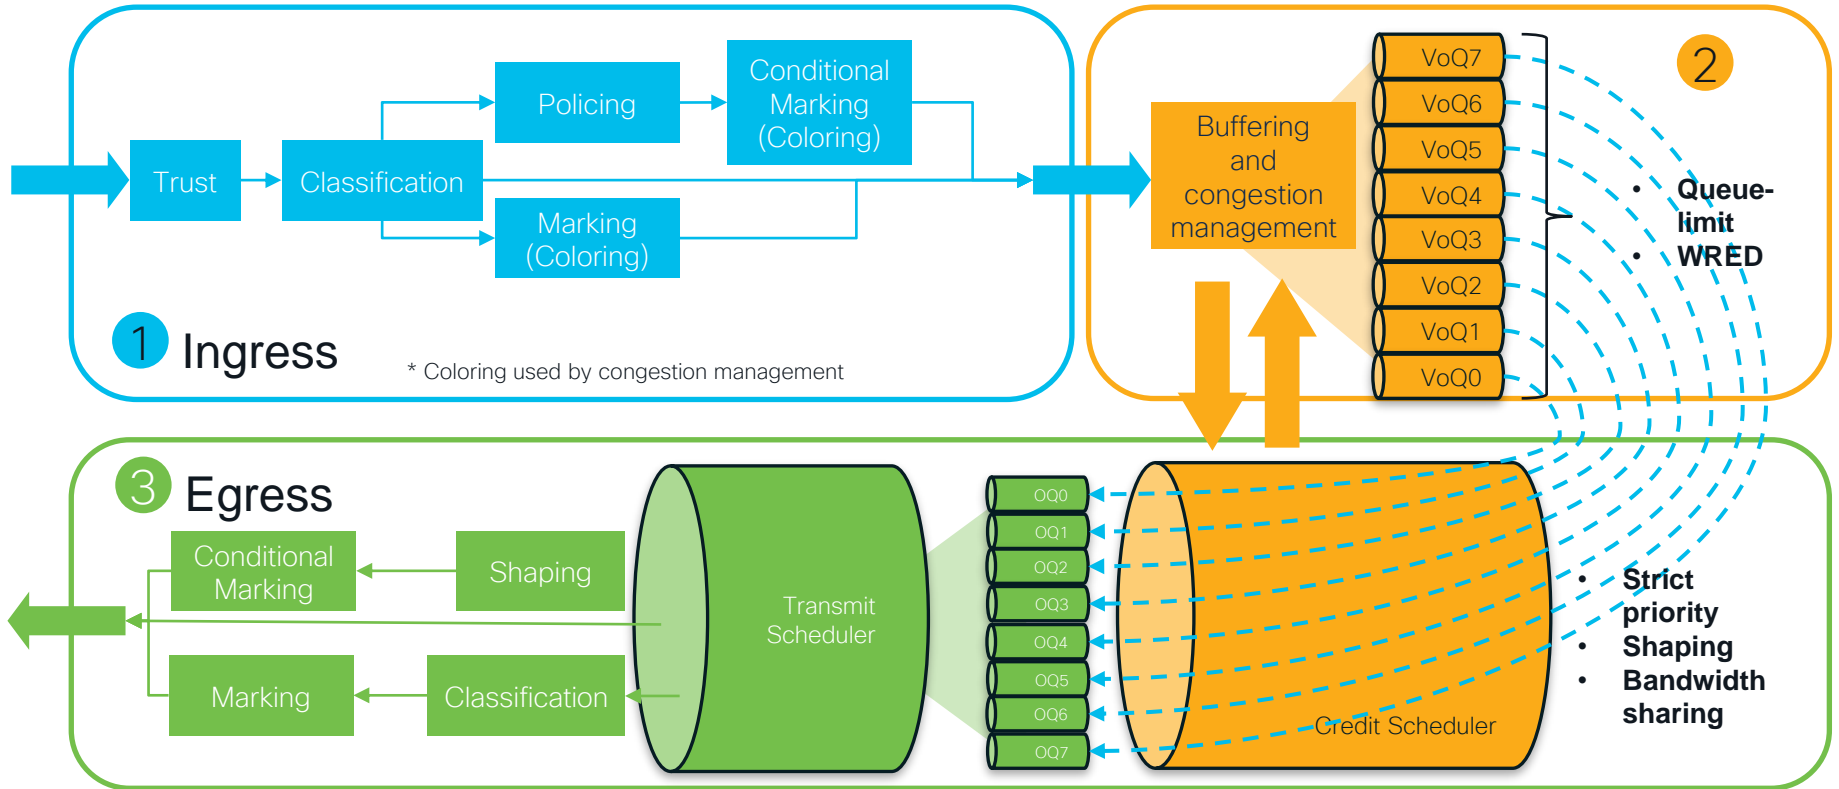 Trust
Classification
Policing
Conditional
Marking
(Coloring)
Marking
(Coloring)
1
Ingress
* Coloring used by congestion management
2
Buffering
and
congestion
management
VoQ7
VoQ6
VoQ5
VoQ4
VoQ3
VoQ2
VoQ1
VoQ0
• Queue-
limit
• WRED
3
Egress
Conditional
Marking
Shaping
Marking
Classification
Transmit
Scheduler
OQ0
OQ1
OQ2
OQ3
OQ4
OQ5
OQ6
OQ7
Credit Scheduler
• Strict
priority
• Shaping
• Bandwidth
sharing